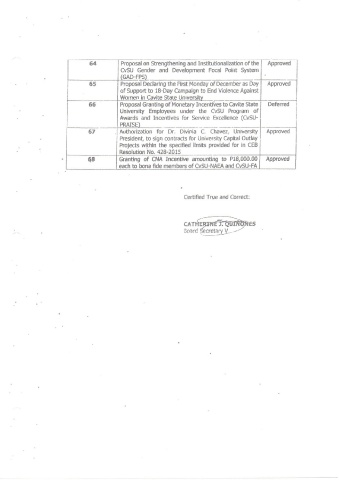 64 Proposal on Strengthening and Institutionalization of the Approved
CvSU Gender and Development Focal Point System
(GAD-FPS)
65 Proposal Declaring the First Monday of December as Day Approved
of Support to 18-Day Campaign to End Violence Against
Women in Cavite State University
66 Proposal Granting of Monetary Incentives to Cavite State Deferred
University Employees under the CvSU Program of
Awards and Incentives for Service Excellence (CvSU-
PRAISE)
67 Authorization for Dr. Divinia C. Chavez, University Approved
President, to sign contracts for University Capital Outlay
Projects within the specified limits provided for in CEB
Resolution No. 428-2015
68 Granting of CNA Incentive amounting to P18,000.00 Approved
each to bona fide members of CvSU-NAEA and CvSU-FA
Certified True and Correct:
CATHERINE J. QUIÑONES
Board Secretary V